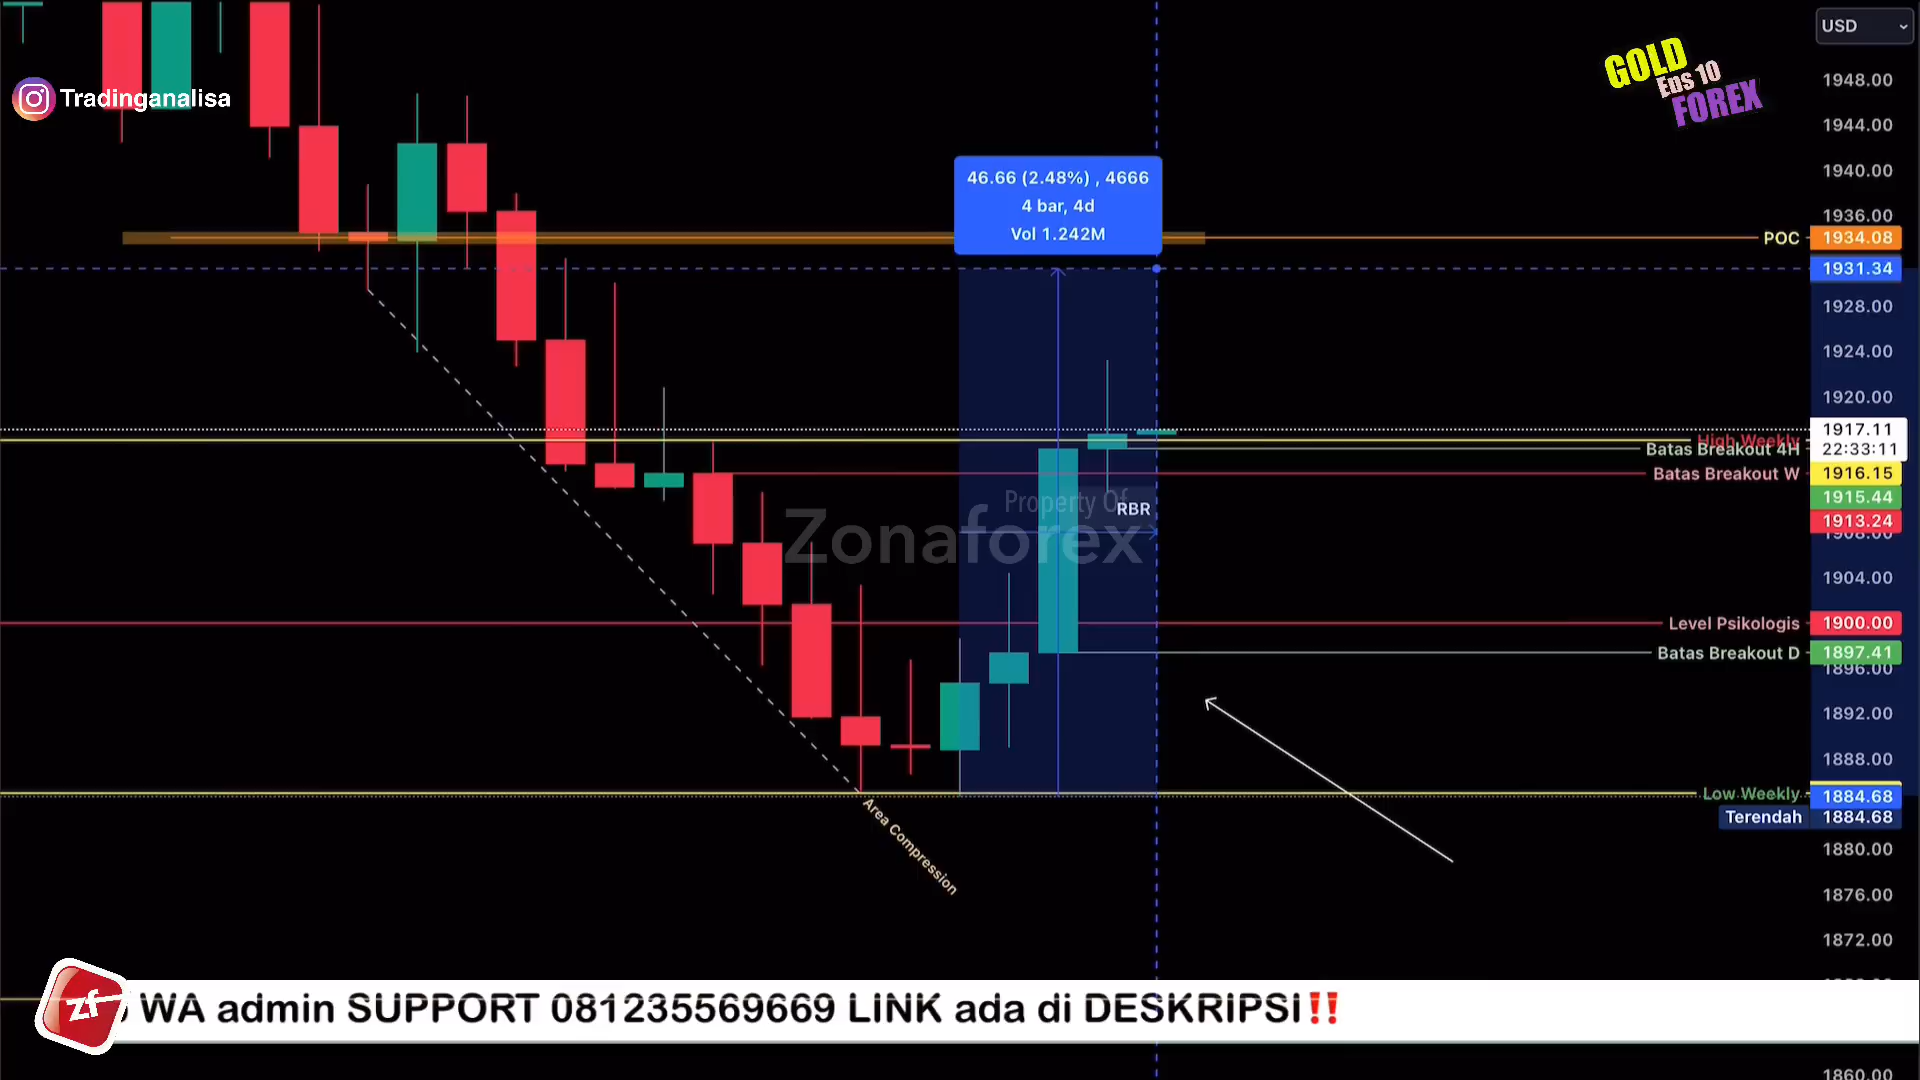 USD
GOLD
Eps 10
FOREX
Tradinganalisa
1948.00
1944.00
1940.00
1936.00
46.66 (2.48%) , 4666
4 bar, 4d
Vol 1.242M
POC
1934.08
1931.34
1928.00
1924.00
1920.00
1917.11
High Weekly
Batas Breakout 4H
22:33:11
Batas Breakout W
1916.15
1915.44
1913.24
1908.00
Property Of
RBR
Zonaforex
1904.00
Level Psikologis
1900.00
Batas Breakout D
1897.41
1896.00
1892.00
1888.00
Low Weekly
1884.68
Terendah
1884.68
Area Compression
1880.00
1876.00
1872.00
zf
WA admin SUPPORT 081235569669 LINK ada di DESKRIPSI‼️
1860.00